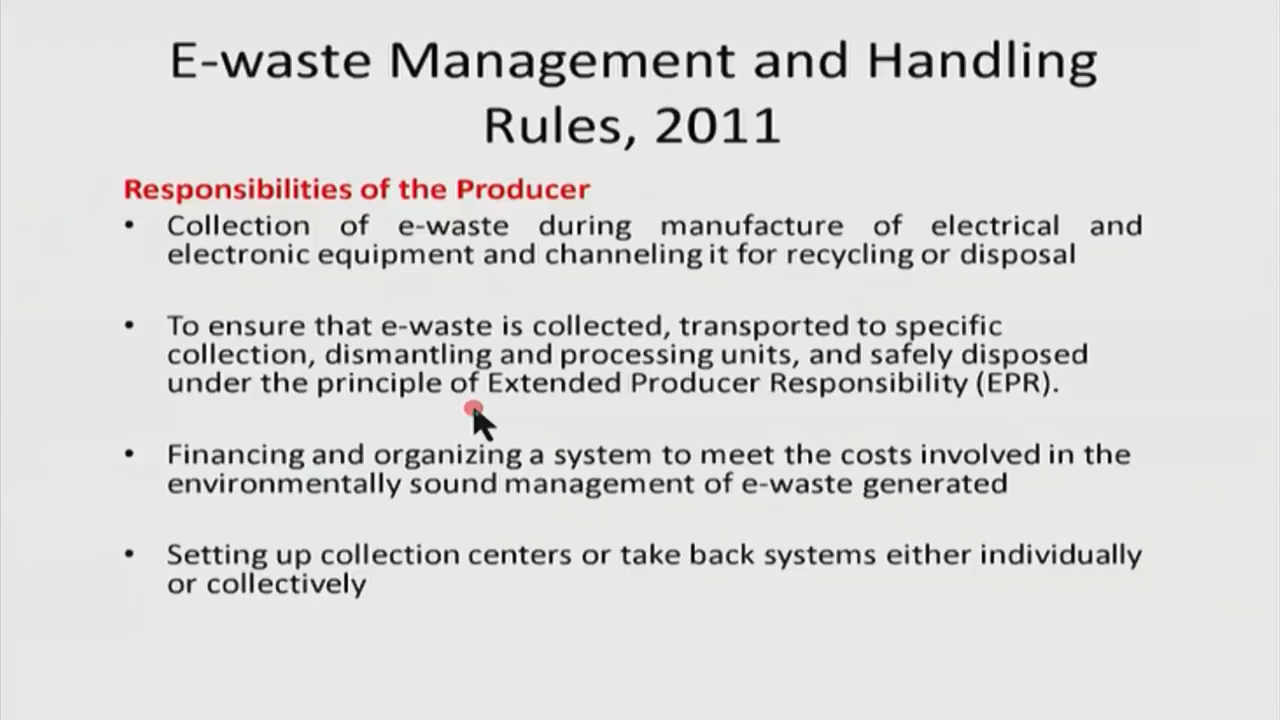 E-waste Management and Handling
Rules, 2011
Responsibilities of the Producer
• Collection of e-waste during manufacture of electrical and
electronic equipment and channeling it for recycling or disposal
• To ensure that e-waste is collected, transported to specific
collection, dismantling and processing units, and safely disposed
under the principle of Extended Producer Responsibility (EPR).
• Financing and organizing a system to meet the costs involved in the
environmentally sound management of e-waste generated
• Setting up collection centers or take back systems either individually
or collectively